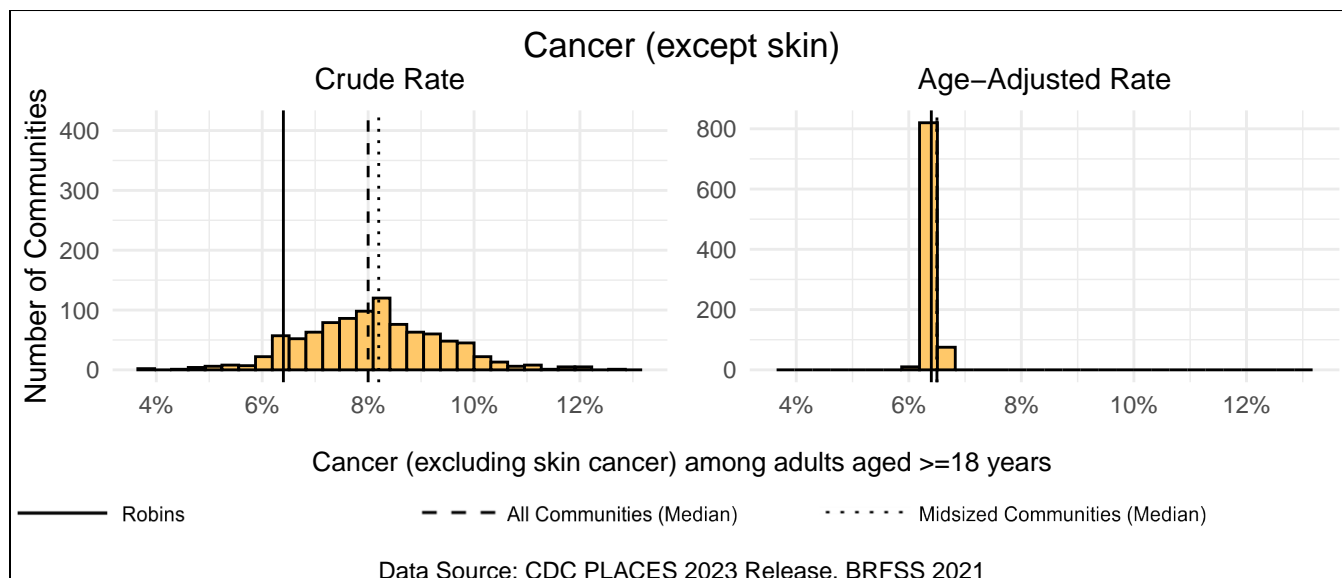 Cancer (except skin)
Crude Rate
Age−Adjusted Rate
Number of Communities
400
300
200
100
0
4%
6%
8%
10%
12%
800
600
400
200
0
4%
6%
8%
10%
12%
Cancer (excluding skin cancer) among adults aged >=18 years
Robins
All Communities (Median)
Midsized Communities (Median)
Data Source: CDC PLACES 2023 Release, BRFSS 2021